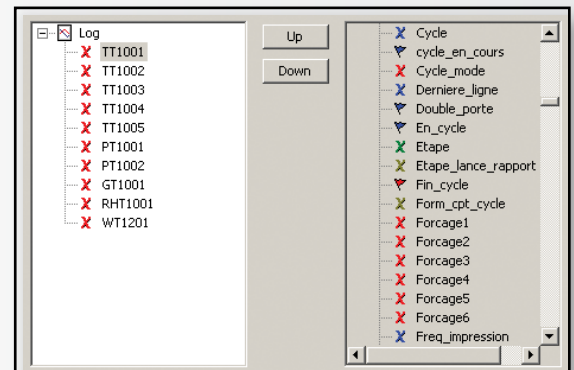 Log
TT1001
TT1002
TT1003
TT1004
TT1005
PT1001
PT1002
GT1001
RHT1001
WT1201
Up
Down
Cycle
cycle_en_cours
Cycle_mode
Derniere_ligne
Double_porte
En_cycle
Etape
Etape_lance_rapport
Fin_cycle
Form_cpt_cycle
Forcage1
Forcage2
Forcage3
Forcage4
Forcage5
Forcage6
Freq_impression